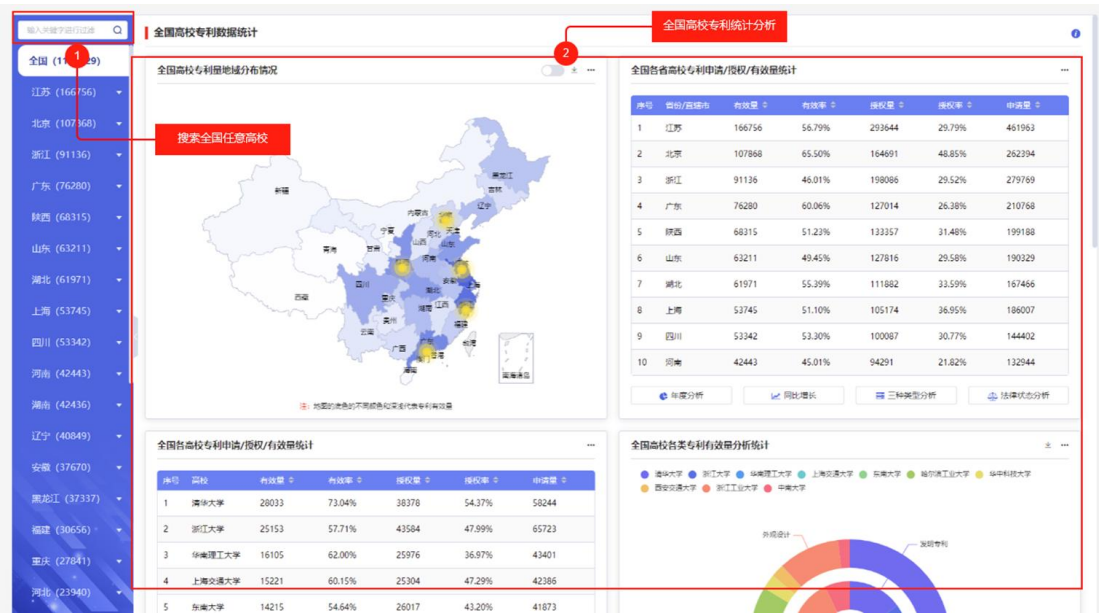 输入关键字进行过滤
全国高校专利数据统计
全国高校专利统计分析
1
2
搜索全国任意高校
江苏 (166756)
北京 (107868)
浙江 (91136)
广东 (76280)
陕西 (68315)
山东 (63211)
湖北 (61971)
上海 (53745)
四川 (53342)
河南 (42443)
湖南 (42436)
辽宁 (40849)
安徽 (37670)
黑龙江 (37337)
福建 (30656)
重庆 (27841)
河北 (23940)
全国高校专利量地域分布情况
黑龙江
吉林
辽宁
新疆
内蒙古
北京
天津
河北
宁夏
山西
山东
青海
甘肃
河南
西藏
四川
重庆
湖北
安徽
上海
湖南
江西
贵州
福建
云南
广西
台湾
海南
南海诸岛
注: 地图的底色的不同颜色和深浅代表专利有效量
全国各省高校专利申请/授权/有效量统计
序号 省份/直辖市 有效量 有效率 授权量 授权率 申请量
1 江苏 166756 56.79% 293644 29.79% 461963
2 北京 107868 65.50% 164691 48.85% 262394
3 浙江 91136 46.01% 198086 29.52% 279769
4 广东 76280 60.06% 127014 26.38% 210768
5 陕西 68315 51.23% 133357 31.48% 199188
6 山东 63211 49.45% 127816 29.58% 190329
7 湖北 61971 55.39% 111882 33.59% 167466
8 上海 53745 51.10% 105174 36.95% 186007
9 四川 53342 53.30% 100087 30.77% 144402
10 河南 42443 45.01% 94291 21.82% 132944
年度分析 同比增长 三种类型分析 法律状态分析
全国各高校专利申请/授权/有效量统计
序号 高校 有效量 有效率 授权量 授权率 申请量
1 清华大学 28033 73.04% 38378 54.37% 58244
2 浙江大学 25153 57.71% 43584 47.99% 65723
3 华南理工大学 16105 62.00% 25976 36.97% 43401
4 上海交通大学 15221 60.15% 25304 47.29% 42386
5 东南大学 14215 54.64% 26017 43.20% 41873
全国高校各类专利有效量分析统计
清华大学 浙江大学 华南理工大学 上海交通大学 东南大学 哈尔滨工业大学 华中科技大学
西安交通大学 浙江工业大学 中南大学
外观设计
发明专利